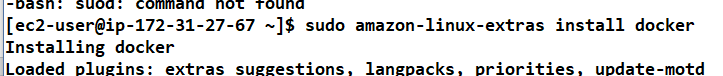 -bash: suod: command not found
[ec2-user@ip-172-31-27-67 ~]$ sudo amazon-linux-extras install docker
Installing docker
Loaded plugins: extras_suggestions, langpacks, priorities, update-motd